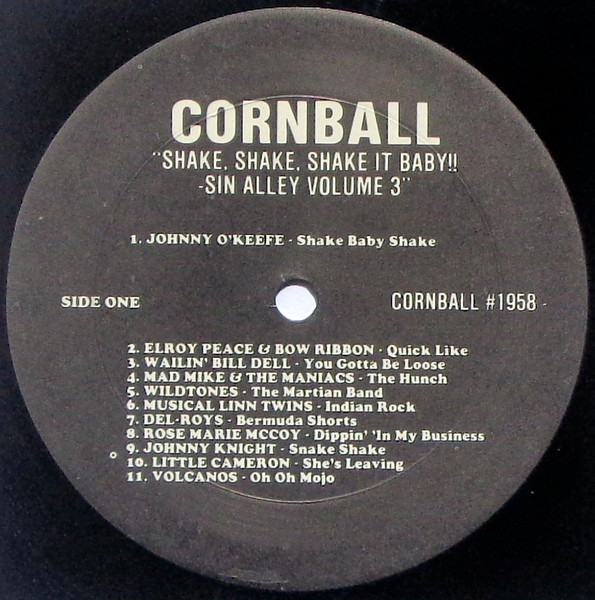 CORNBALL
"SHAKE, SHAKE, SHAKE IT BABY!!
-SIN ALLEY VOLUME 3"
1. JOHNNY O'KEEFE - Shake Baby Shake
SIDE ONE
CORNBALL #1958 -
2. ELROY PEACE & BOW RIBBON - Quick Like
3. WAILIN' BILL DELL - You Gotta Be Loose
4. MAD MIKE & THE MANIACS - The Hunch
5. WILDTONES - The Martian Band
6. MUSICAL LINN TWINS - Indian Rock
7. DEL-ROYS - Bermuda Shorts
8. ROSE MARIE MCCOY - Dippin' 'In My Business
9. JOHNNY KNIGHT - Snake Shake
10. LITTLE CAMERON - She's Leaving
11. VOLCANOS - Oh Oh Mojo